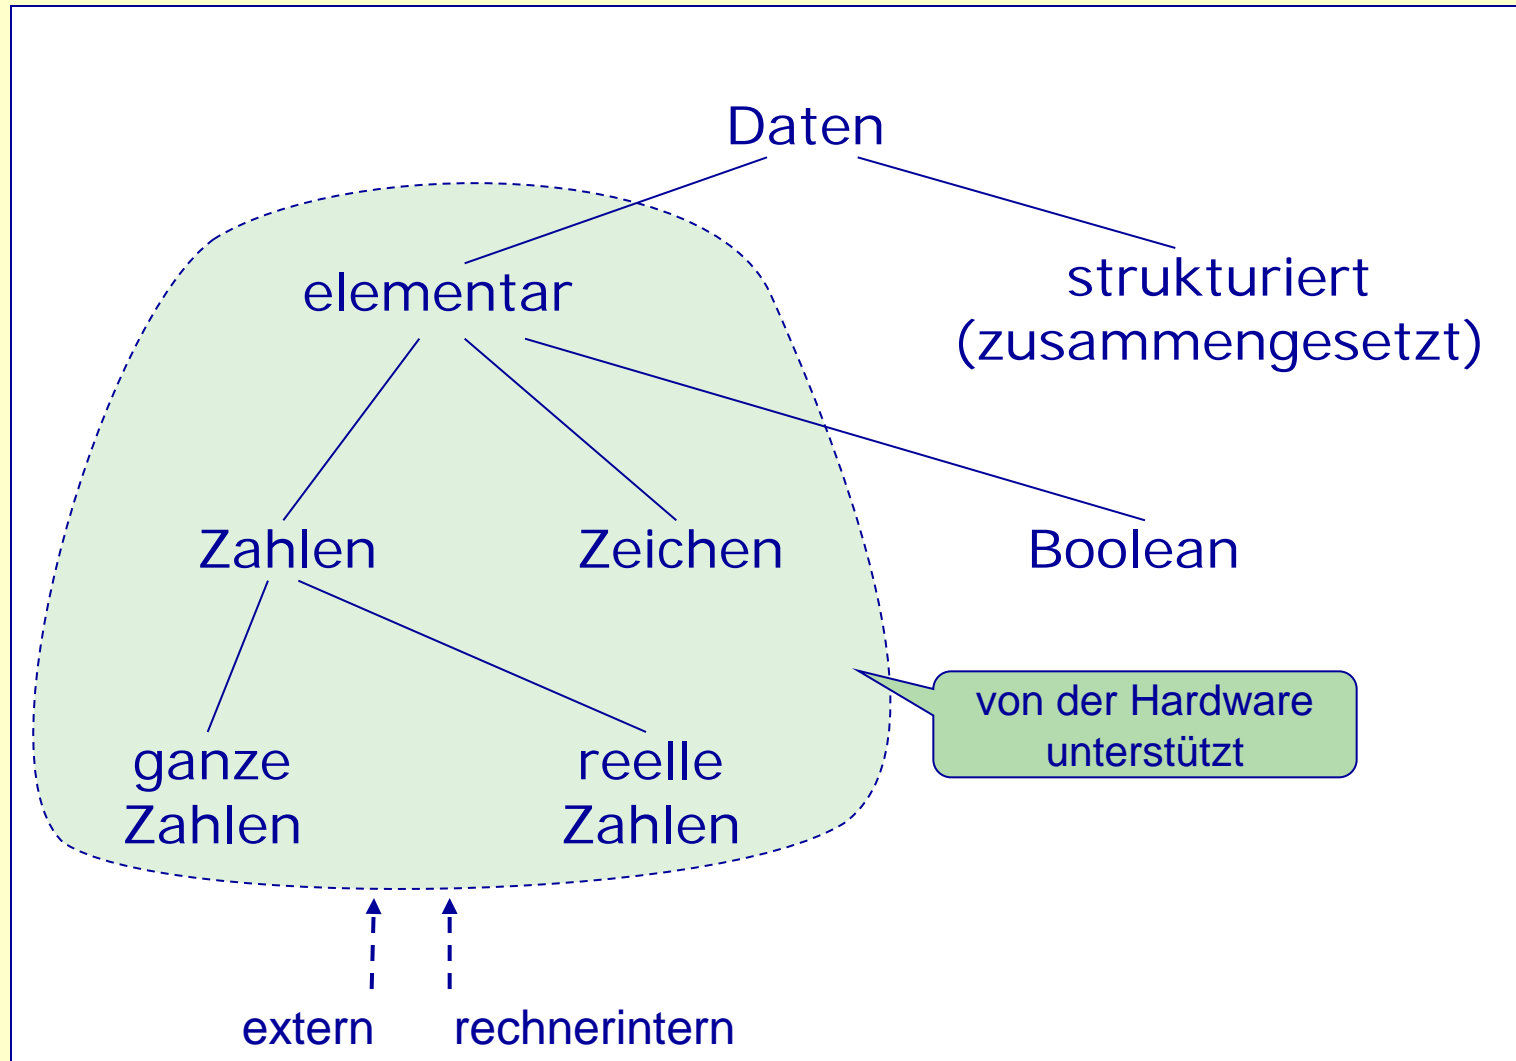 Daten
elementar
strukturiert
(zusammengesetzt)
Zahlen
Zeichen
Boolean
von der Hardware
unterstützt
ganze
Zahlen
reelle
Zahlen
extern
rechnerintern